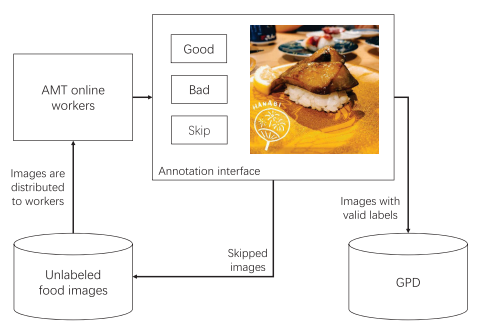 Good
Bad
Skip
HANABI
Annotation interface
AMT online
workers
Images are
distributed
to workers
Unlabeled
food images
Skipped
images
Images with
valid labels
GPD